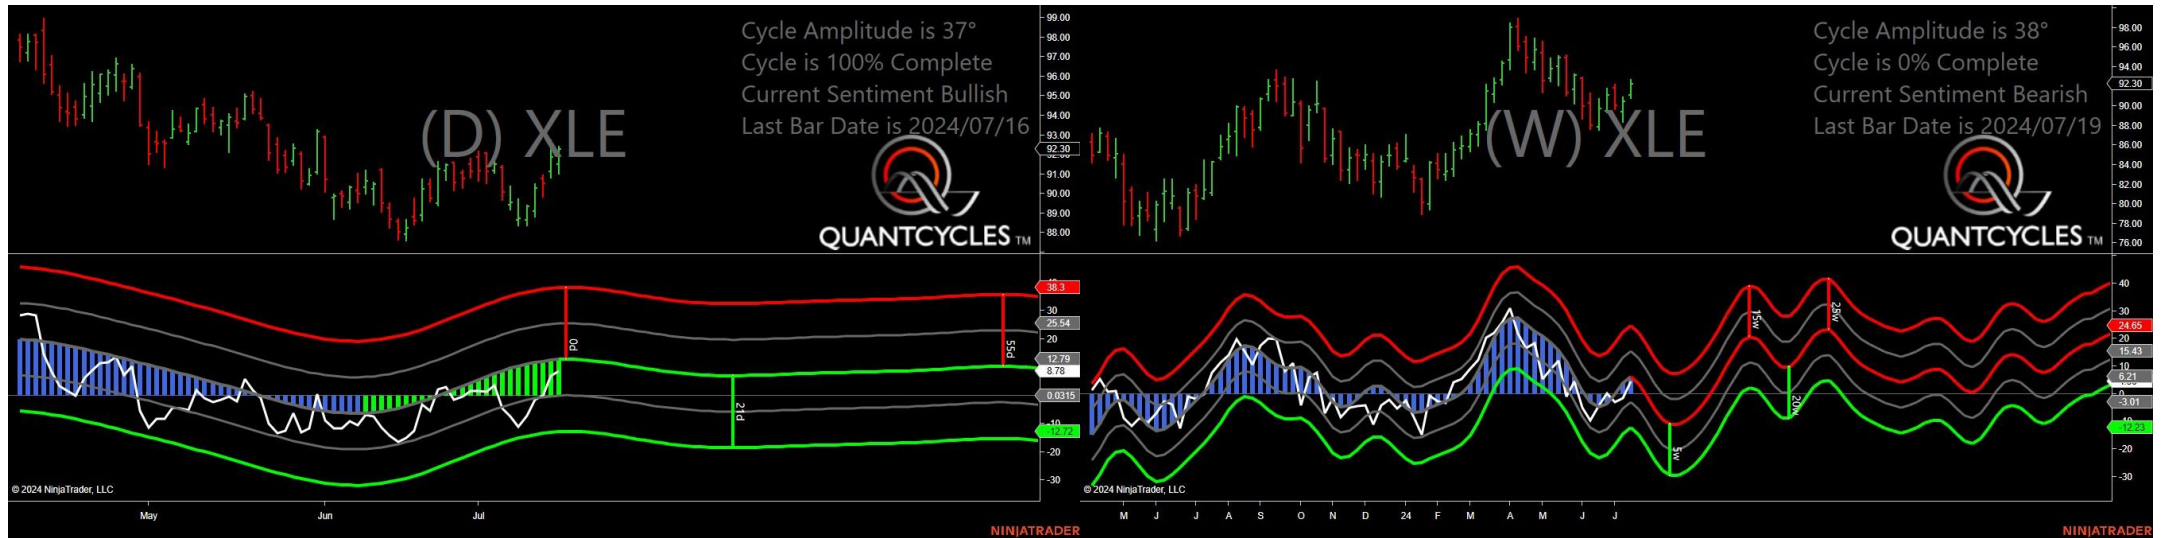 Cycle Amplitude is 37°
Cycle is 100% Complete
Current Sentiment Bullish
Last Bar Date is 2024/07/16
(D) XLE
QUANTCYCLES TM
99.00
98.00
97.00
96.00
95.00
94.00
93.00
92.30
91.00
90.00
89.00
88.00
0d
21d
55d
38.3
30
25.54
20
12.79
8.78
0.0315
-12.72
-20
-30
© 2024 NinjaTrader, LLC
May
Jun
Jul
NINJATRADER
Cycle Amplitude is 38°
Cycle is 0% Complete
Current Sentiment Bearish
Last Bar Date is 2024/07/19
(W) XLE
QUANTCYCLES TM
98.00
96.00
94.00
92.30
90.00
88.00
86.00
84.00
82.00
80.00
78.00
76.00
5w
15w
20w
28w
40
30
24.65
20
15.43
10
6.21
-3.01
-10
-12.23
-20
-30
© 2024 NinjaTrader, LLC
M J J A S O N D 24 F M A M J J
NINJATRADER